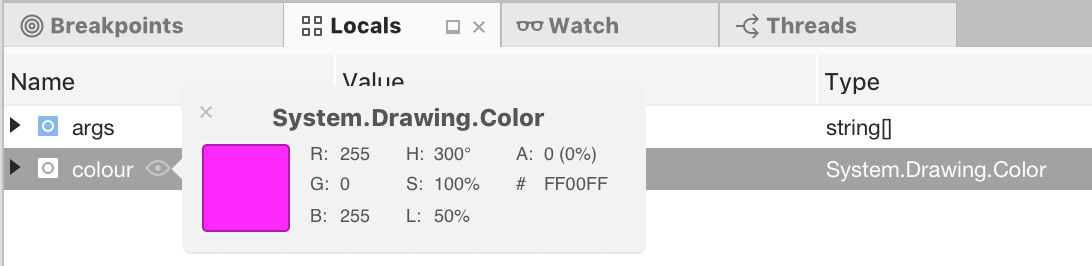 Breakpoints Locals Watch Threads
Name Value Type
System.Drawing.Color
args string[]
R: 255 H: 300° A: 0 (0%)
colour System.Drawing.Color
G: 0 S: 100% # FF00FF
B: 255 L: 50%